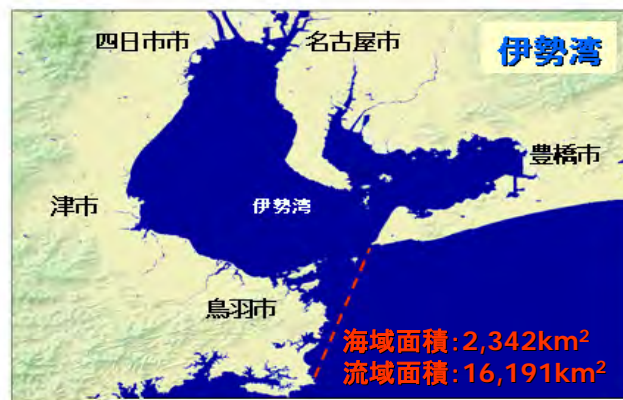 四日市市
名古屋市
伊勢湾
豊橋市
津市
伊勢湾
鳥羽市
海域面積:2,342km²
流域面積:16,191km²